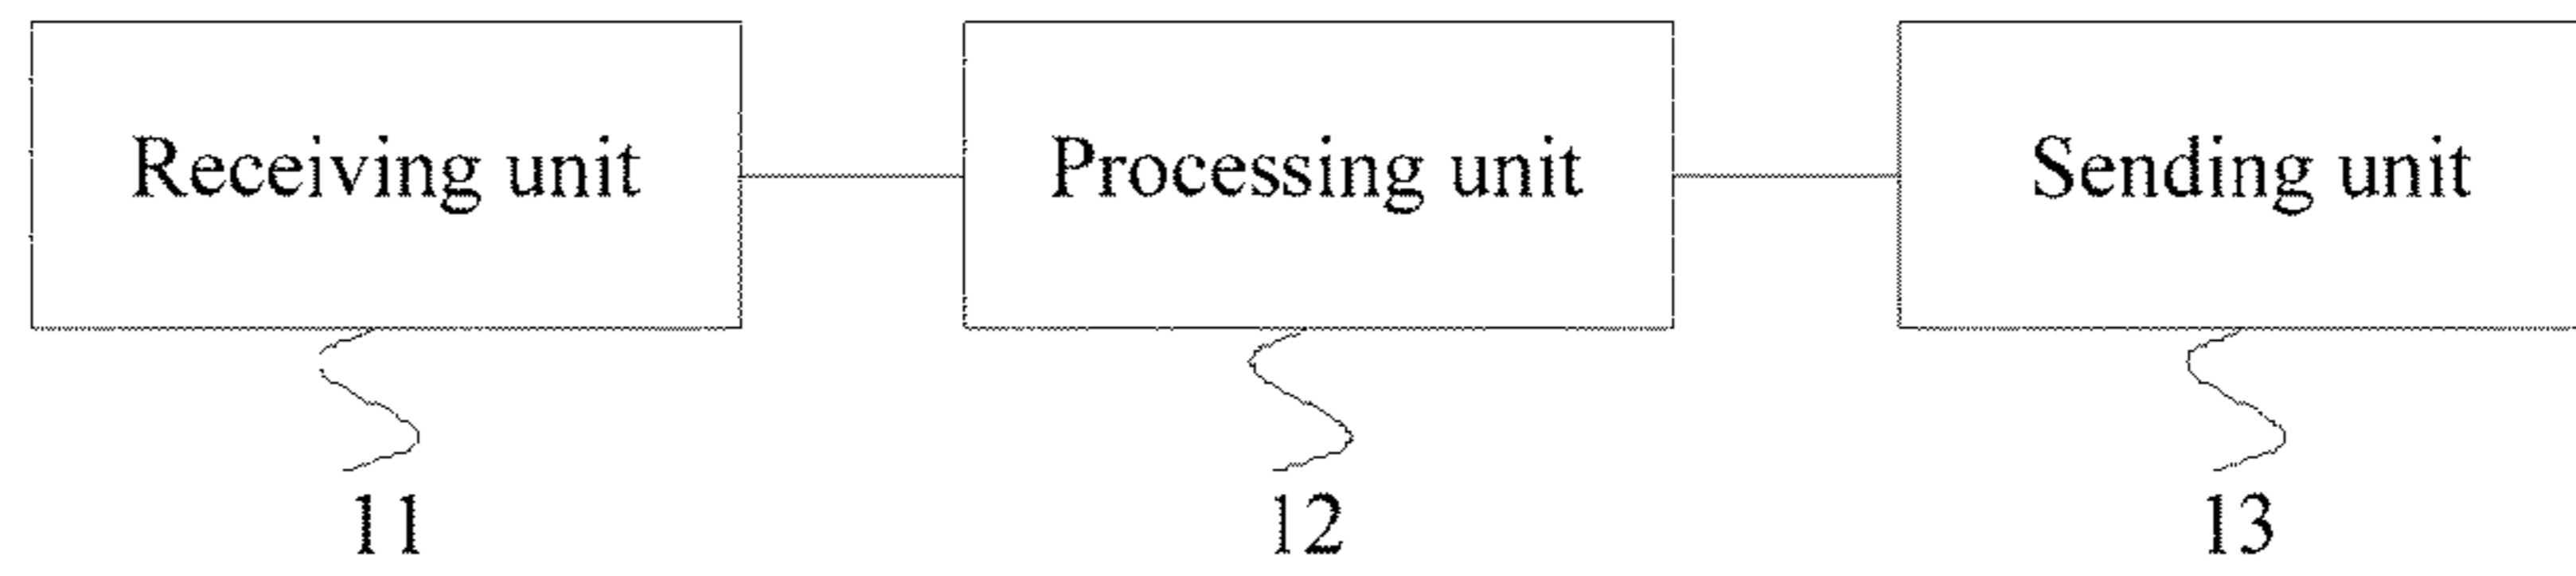 Receiving unit Processing unit Sending unit
11 12 13